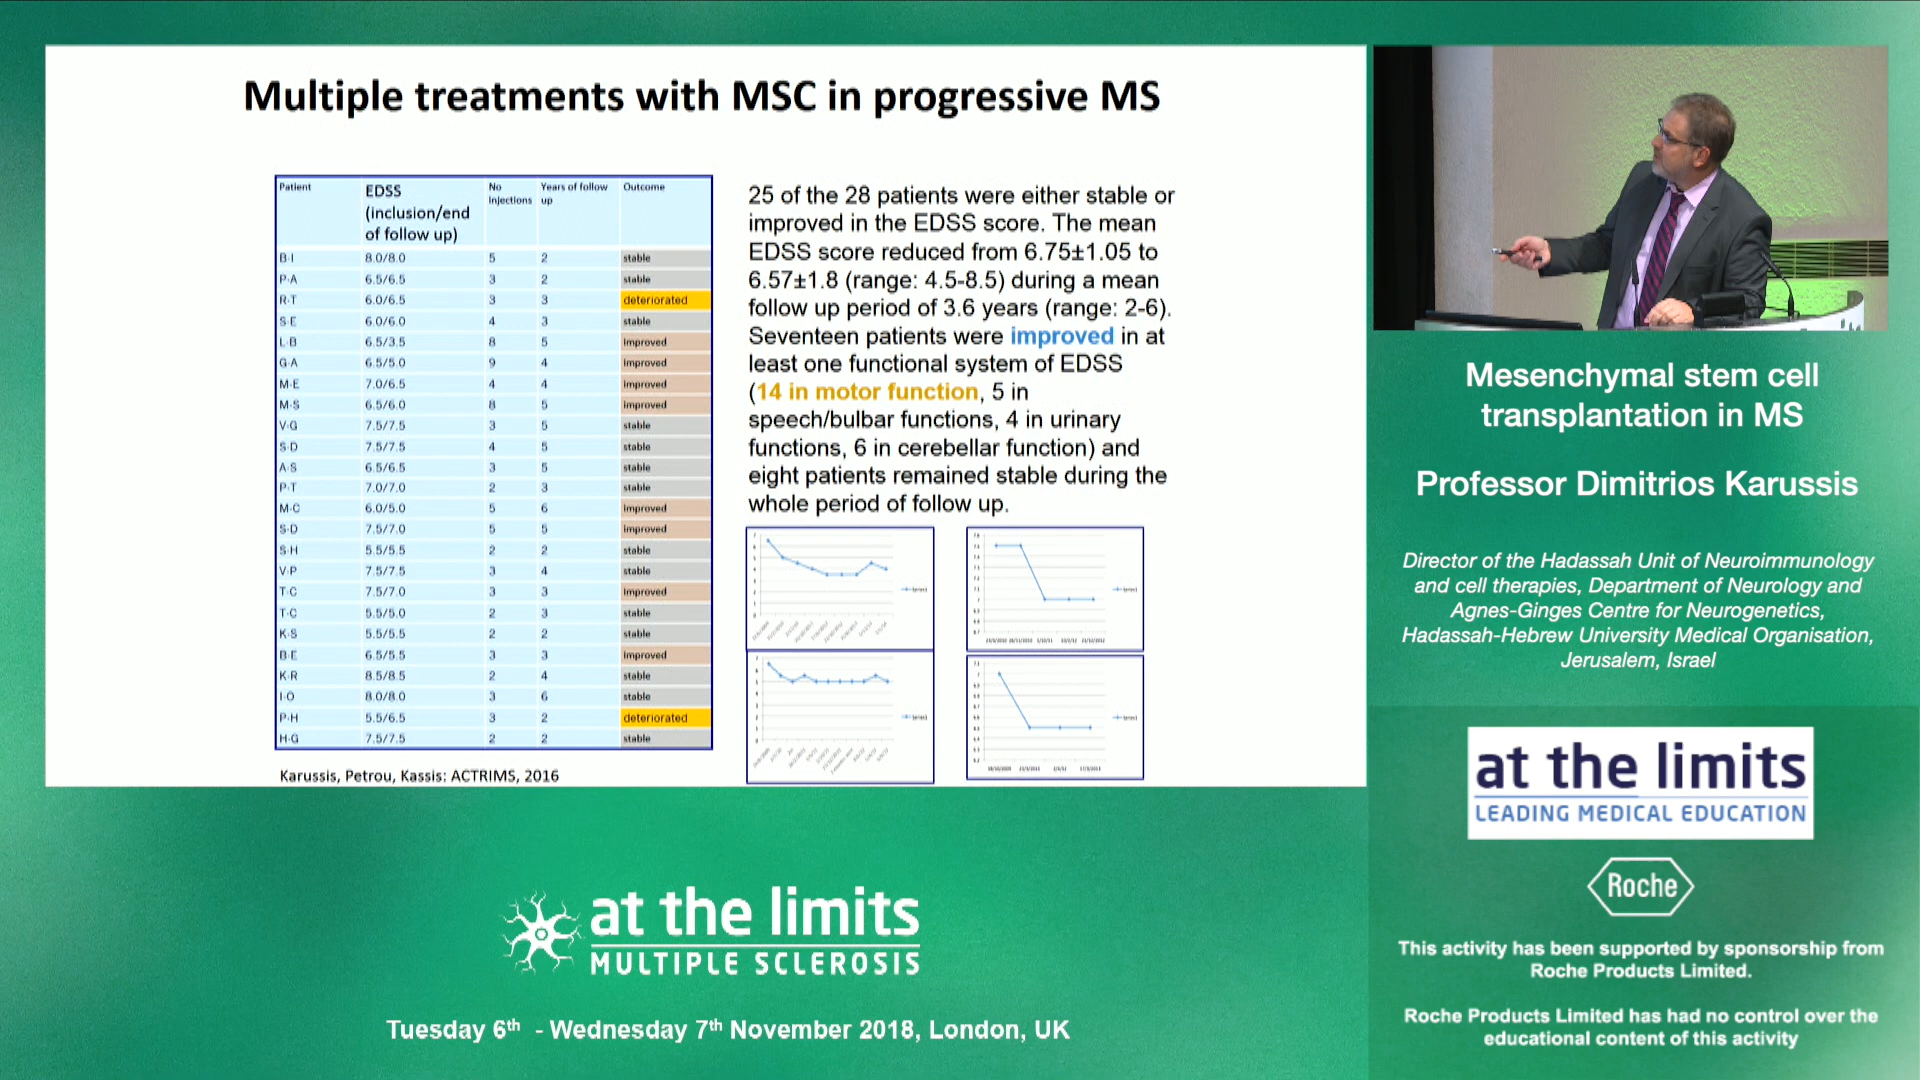 Multiple treatments with MSC in progressive MS
Patient EDSS (inclusion/end of follow up) No Injections Years of follow up Outcome
B-I 8.0/8.0 5 2 stable
P-A 6.5/6.5 3 2 stable
R-T 6.0/6.5 3 3 deteriorated
S-E 6.0/6.0 4 3 stable
L-B 6.5/3.5 8 5 Improved
G-A 6.5/5.0 9 4 Improved
M-E 7.0/6.5 4 4 Improved
M-S 6.5/6.0 8 5 Improved
V-G 7.5/7.5 3 5 stable
S-D 7.5/7.5 4 5 stable
A-S 6.5/6.5 3 5 stable
P-T 7.0/7.0 2 3 stable
M-C 6.0/5.0 5 6 Improved
S-D 7.5/7.0 5 5 Improved
S-H 5.5/5.5 2 2 stable
V-P 7.5/7.5 3 4 stable
T-C 7.5/7.0 3 3 Improved
T-C 5.5/5.0 2 3 stable
K-S 5.5/5.5 2 2 stable
B-E 6.5/5.5 3 3 Improved
K-R 8.5/8.5 2 4 stable
I-O 8.0/8.0 3 6 stable
P-H 5.5/6.5 3 2 deteriorated
H-G 7.5/7.5 2 2 stable
Karussis, Petrou, Kassis: ACTRIMS, 2016
25 of the 28 patients were either stable or
improved in the EDSS score. The mean
EDSS score reduced from 6.75±1.05 to
6.57±1.8 (range: 4.5-8.5) during a mean
follow up period of 3.6 years (range: 2-6).
Seventeen patients were improved in at
least one functional system of EDSS
(14 in motor function, 5 in
speech/bulbar functions, 4 in urinary
functions, 6 in cerebellar function) and
eight patients remained stable during the
whole period of follow up.
Mesenchymal stem cell
transplantation in MS
Professor Dimitrios Karussis
Director of the Hadassah Unit of Neuroimmunology
and cell therapies, Department of Neurology and
Agnes-Ginges Centre for Neurogenetics,
Hadassah-Hebrew University Medical Organisation,
Jerusalem, Israel
at the limits
LEADING MEDICAL EDUCATION
Roche
This activity has been supported by sponsorship from
Roche Products Limited.
Roche Products Limited has had no control over the
educational content of this activity
at the limits
MULTIPLE SCLEROSIS
Tuesday 6th - Wednesday 7th November 2018, London, UK